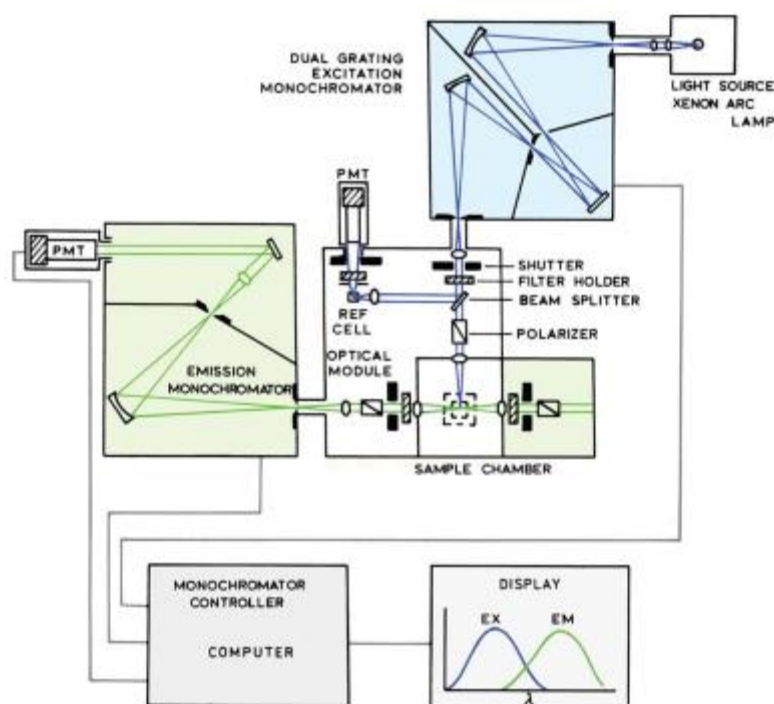 DUAL GRATING
EXCITATION
MONOCHROMATOR
LIGHT SOURCE
XENON ARC
LAMP
PMT
PMT
SHUTTER
FILTER HOLDER
BEAM SPLITTER
REF
CELL
POLARIZER
OPTICAL
MODULE
EMISSION
MONOCHROMATOR
SAMPLE CHAMBER
MONOCHROMATOR
CONTROLLER
COMPUTER
DISPLAY
EX
EM
λ